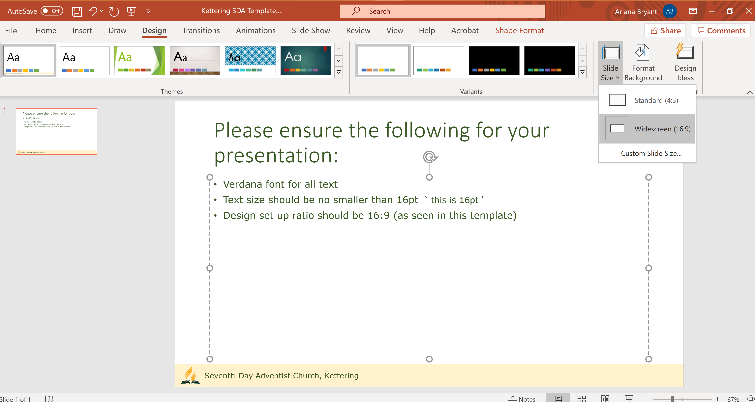 AutoSave Off Kettering SDA Template.... Search Ariana Bryant AB
File Home Insert Draw Design Transitions Animations Slide Show Review View Help Acrobat Shape Format Share Comments
Aa Aa Aa Aa Aa Aa
Slide Size Format Background Design Ideas
Themes Variants
Standard (4:3)
Widescreen (16:9)
Custom Slide Size...
1
Please ensure the following for your
presentation:
• Verdana font for all text
• Text size should be no smaller than 16pt ` this is 16pt '
• Design set up ratio should be 16:9 (as seen in this template)
Seventh-Day Adventist Church, Kettering
Slide 1 of 1 Notes 67%